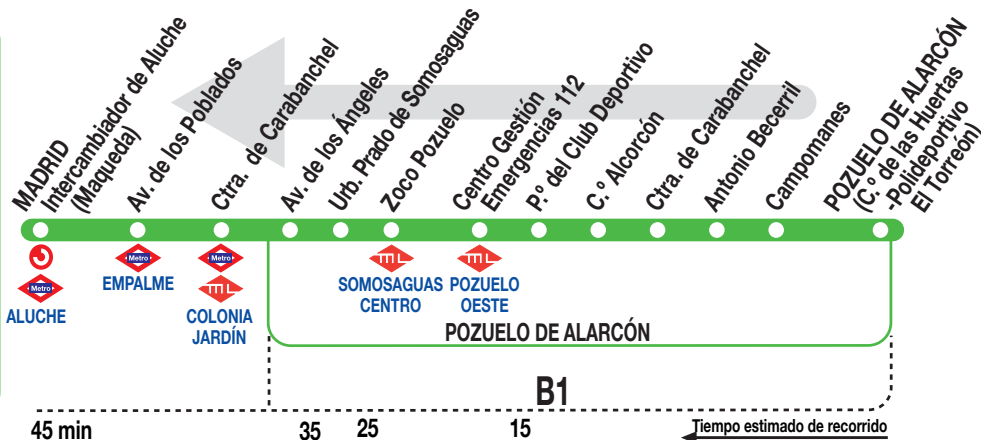 MADRID
Intercambiador de Aluche
(Maqueda)
Av. de los Poblados
Ctra. de Carabanchel
Av. de los Ángeles
Urb. Prado de Somosaguas
Zoco Pozuelo
Centro Gestión
Emergencias 112
P.º del Club Deportivo
C.º Alcorcón
Ctra. de Carabanchel
Antonio Becerril
Campomanes
POZUELO DE ALARCÓN
(C.º de las Huertas
-Polideportivo
El Torreón)
Metro
ALUCHE
Metro
EMPALME
Metro
ML
COLONIA
JARDÍN
ML
SOMOSAGUAS
CENTRO
ML
POZUELO
OESTE
POZUELO DE ALARCÓN
B1
45 min
35
25
15
Tiempo estimado de recorrido